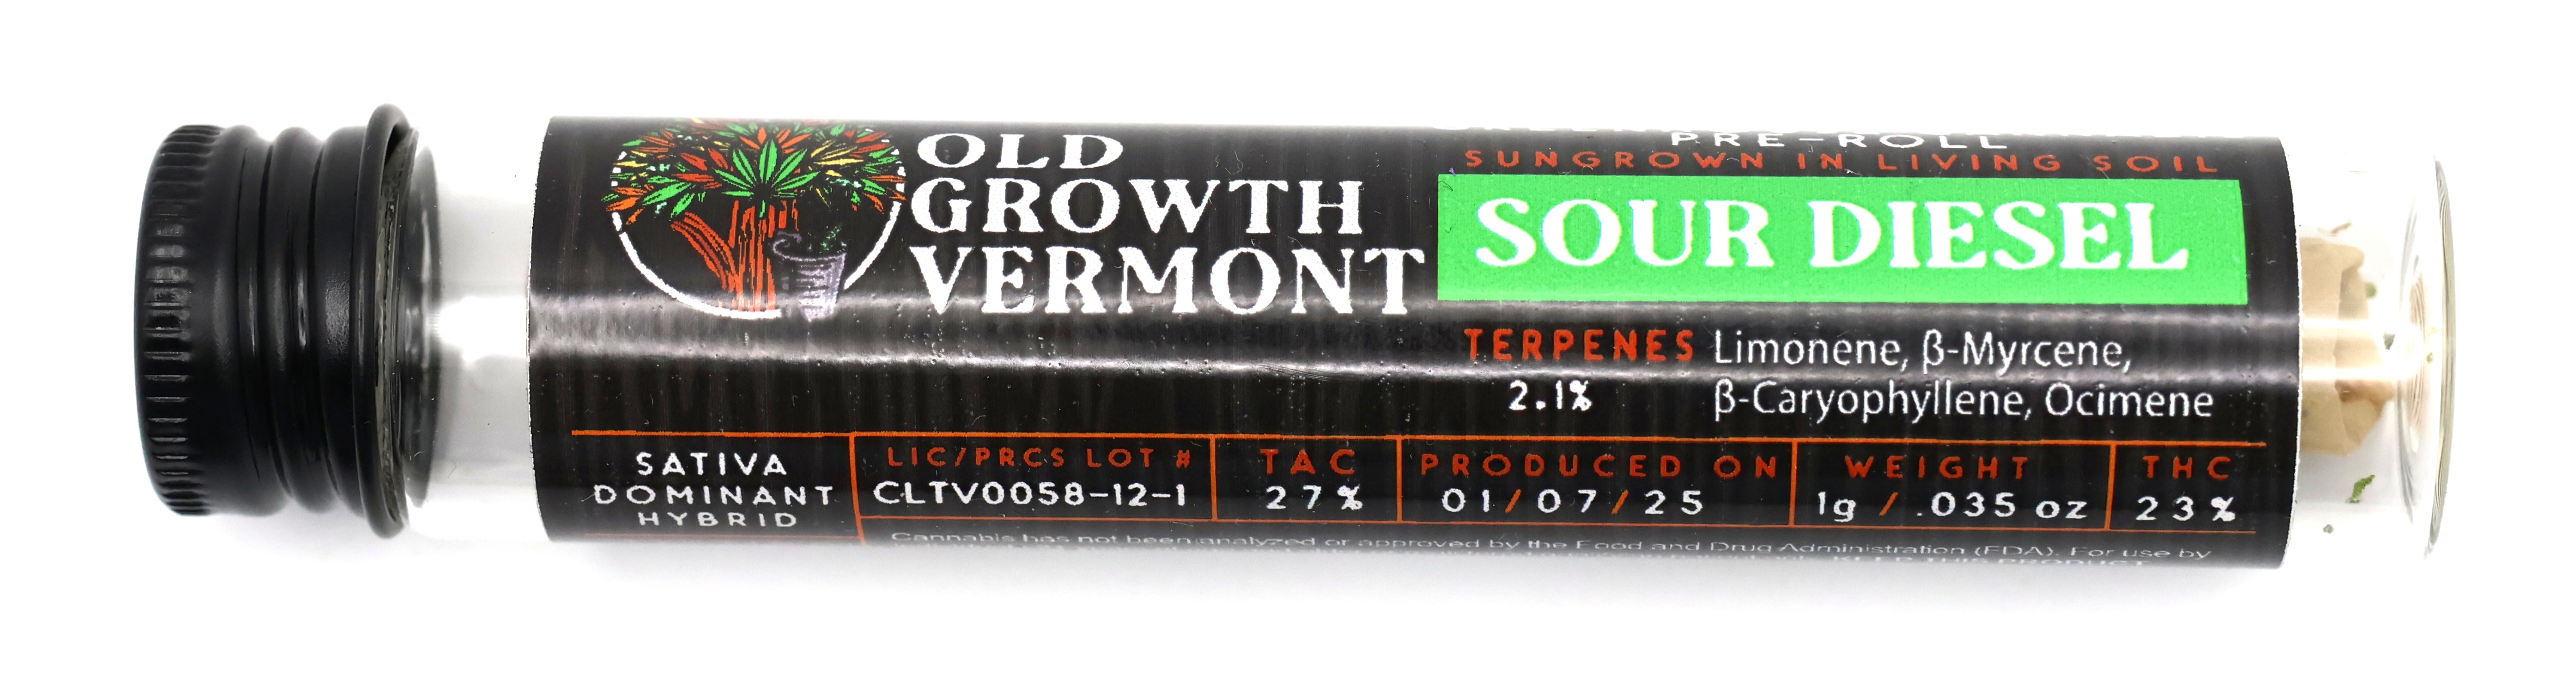 OLD
GROWTH
VERMONT
PRE-ROLL
SUNGROWN IN LIVING SOIL
SOUR DIESEL
TERPENES Limonene, β-Myrcene,
2.1% β-Caryophyllene, Ocimene
SATIVA
DOMINANT
HYBRID
LIC/PRCS LOT #
CLTV0058-12-1
TAC
27%
PRODUCED ON
01/07/25
WEIGHT
1g / .035 oz
THC
23%
Cannabis has not been analyzed or approved by the Food and Drug Administration (FDA). For use by
KEEP THIS PRODUCT